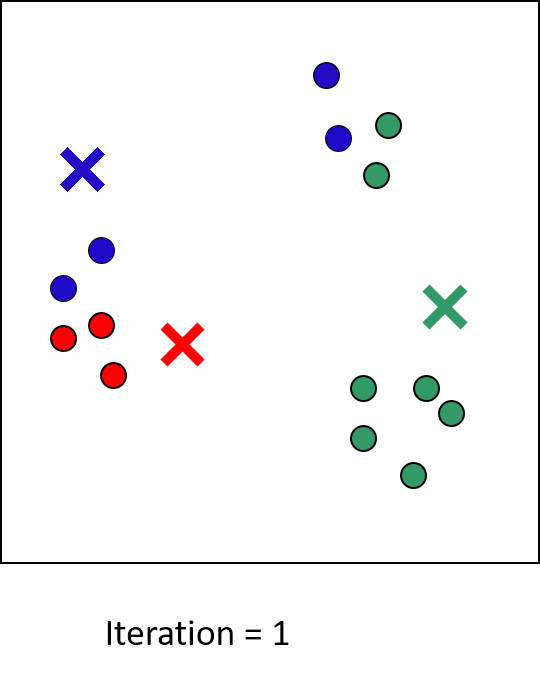 Iteration = 1